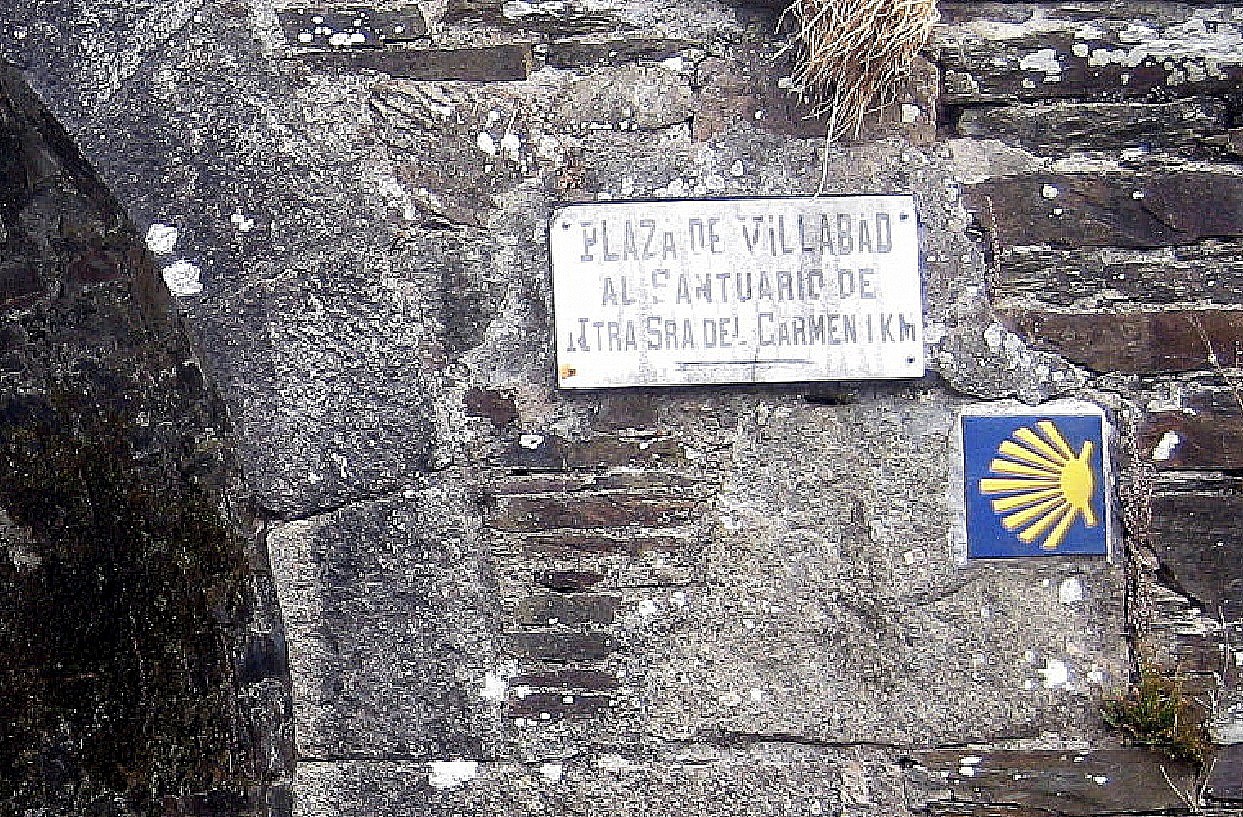 PLAZA DE VILLABAD
AL SANTUARIO DE
NTRA SRA DEL CARMEN 1 KM